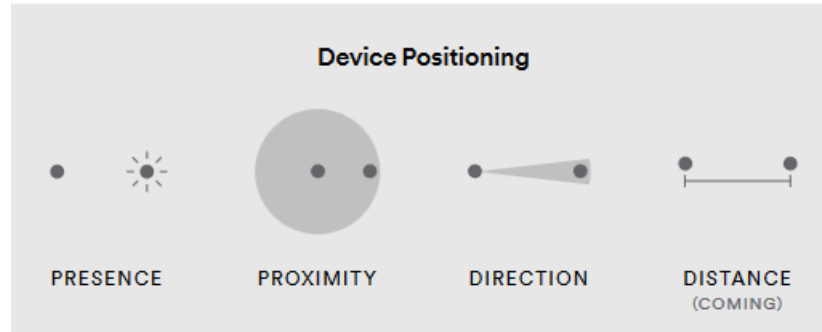 Device Positioning
PRESENCE PROXIMITY DIRECTION DISTANCE
(COMING)